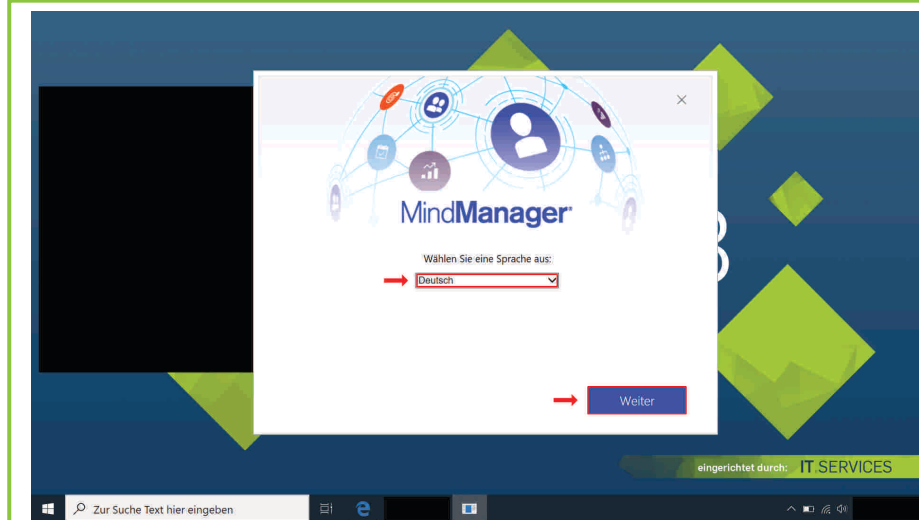 MindManager
Wählen Sie eine Sprache aus:
Deutsch
Weiter
eingerichtet durch: IT.SERVICES
Zur Suche Text hier eingeben